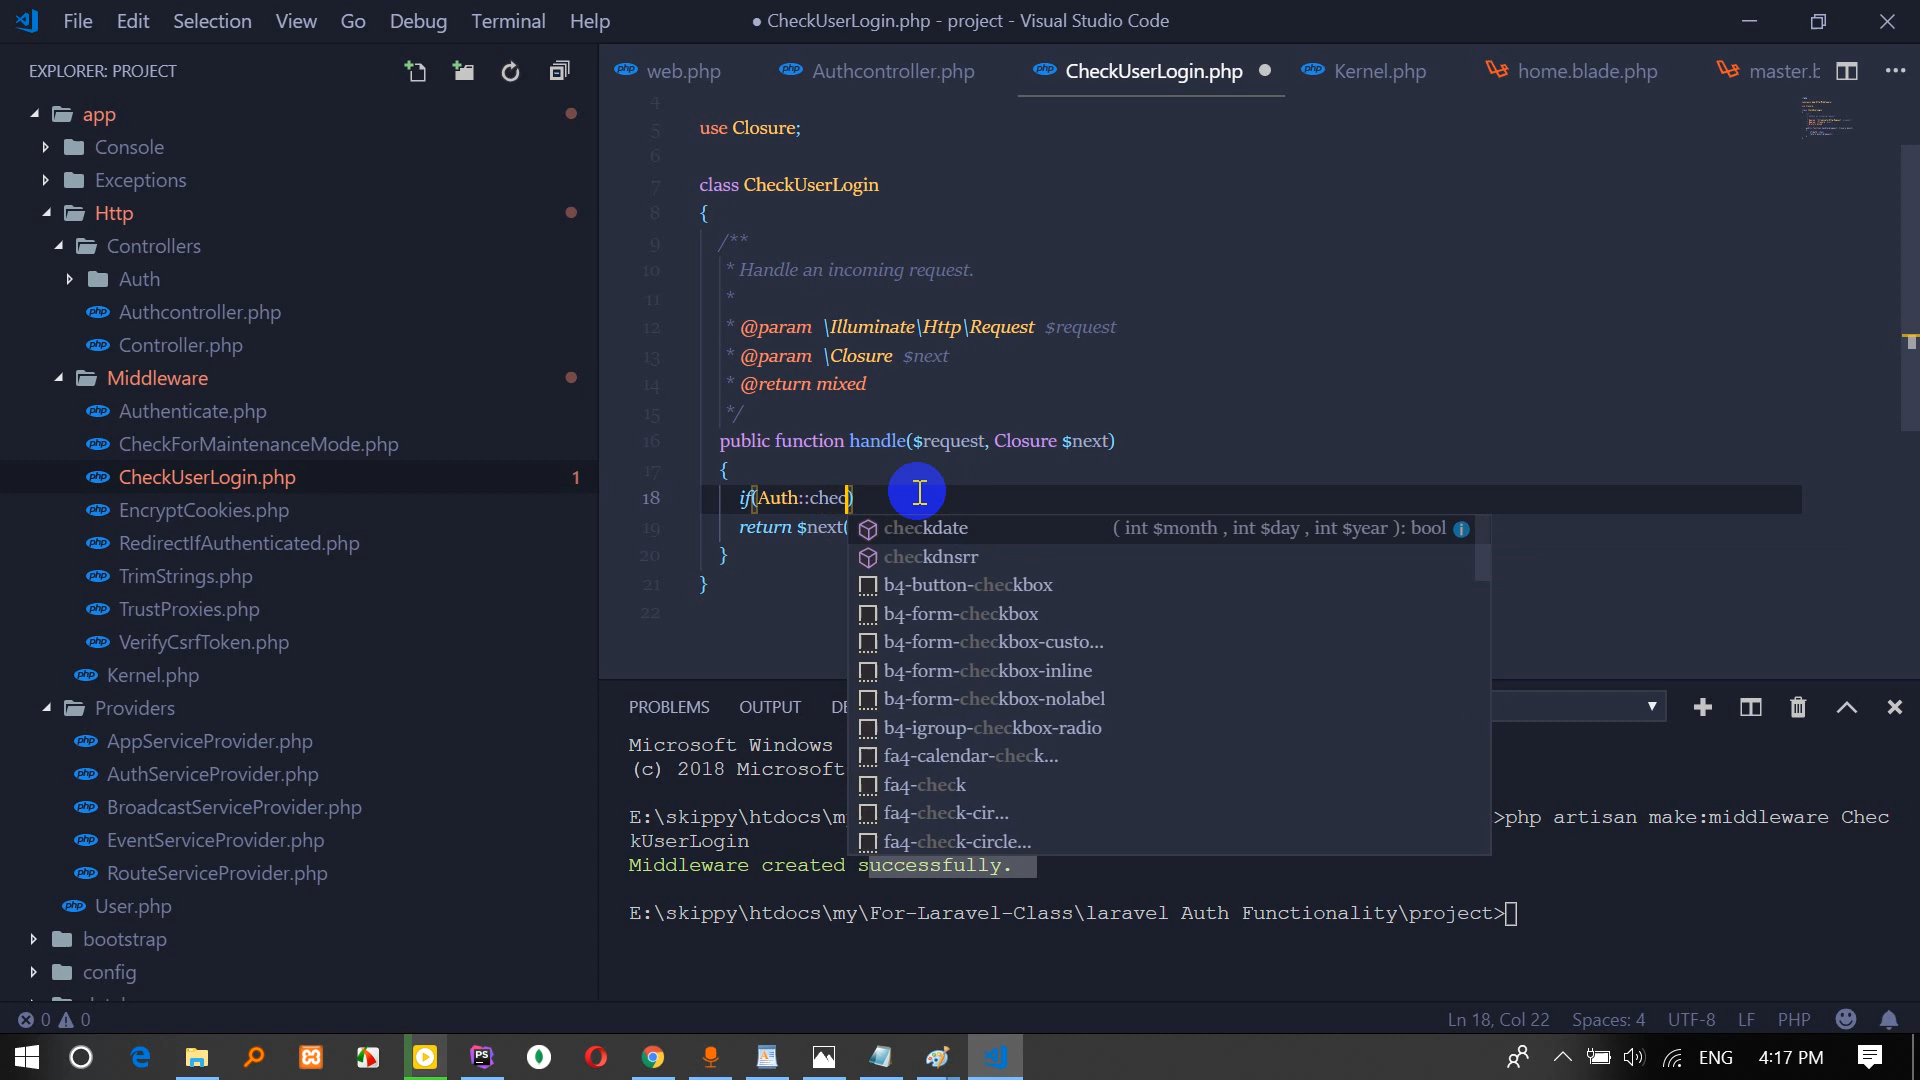 File Edit Selection View Go Debug Terminal Help
● CheckUserLogin.php - project - Visual Studio Code
EXPLORER: PROJECT
web.php Authcontroller.php CheckUserLogin.php Kernel.php home.blade.php master.b
app
Console
Exceptions
Http
Controllers
Auth
Authcontroller.php
Controller.php
Middleware
Authenticate.php
CheckForMaintenanceMode.php
CheckUserLogin.php 1
EncryptCookies.php
RedirectIfAuthenticated.php
TrimStrings.php
TrustProxies.php
VerifyCsrfToken.php
Kernel.php
Providers
AppServiceProvider.php
AuthServiceProvider.php
BroadcastServiceProvider.php
EventServiceProvider.php
RouteServiceProvider.php
User.php
bootstrap
config
4
5 use Closure;
6
7 class CheckUserLogin
8 {
9 /**
10 * Handle an incoming request.
11 *
12 * @param \Illuminate\Http\Request $request
13 * @param \Closure $next
14 * @return mixed
15 */
16 public function handle($request, Closure $next)
17 {
18 if(Auth::chec)
19 return $next(
20 }
21 }
22
checkdate ( int $month , int $day , int $year ): bool
checkdnsrr
b4-button-checkbox
b4-form-checkbox
b4-form-checkbox-custo...
b4-form-checkbox-inline
b4-form-checkbox-nolabel
b4-igroup-checkbox-radio
fa4-calendar-check...
fa4-check
fa4-check-cir...
fa4-check-circle...
PROBLEMS OUTPUT DE
Microsoft Windows
(c) 2018 Microsoft
E:\skippy\htdocs\m >php artisan make:middleware Chec
kUserLogin
Middleware created successfully.
E:\skippy\htdocs\my\For-Laravel-Class\laravel Auth Functionality\project>
0 0
Ln 18, Col 22 Spaces: 4 UTF-8 LF PHP
ENG 4:17 PM